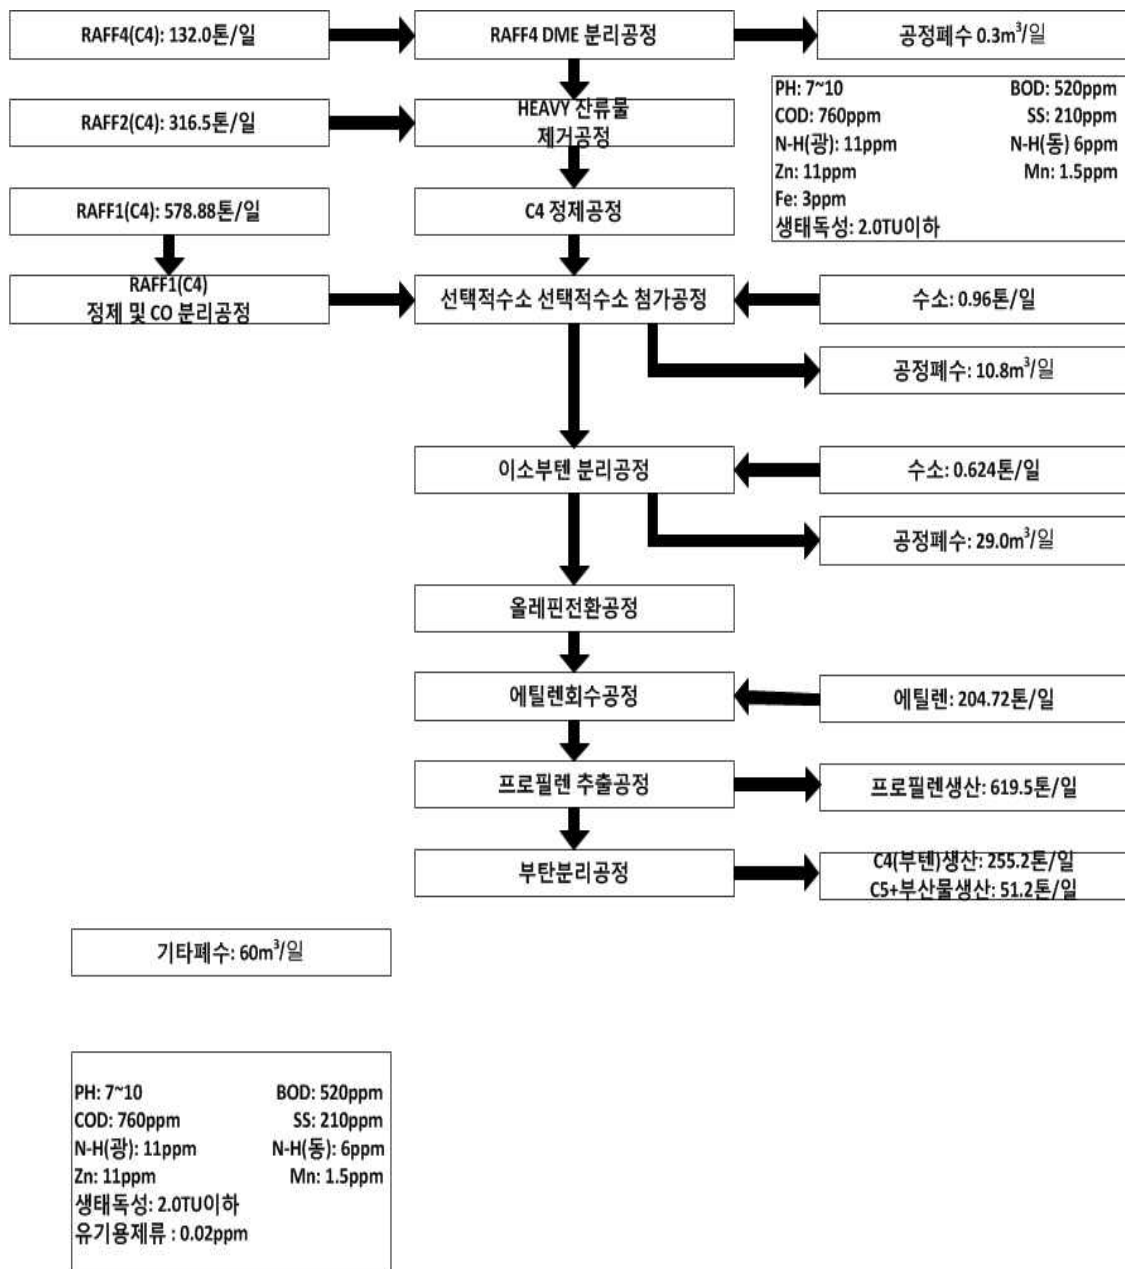 RAFF4(C4): 132.0톤/일
RAFF4 DME 분리공정
공정폐수 0.3m³/일
PH: 7~10 BOD: 520ppm
COD: 760ppm SS: 210ppm
N-H(광): 11ppm N-H(동) 6ppm
Zn: 11ppm Mn: 1.5ppm
Fe: 3ppm
생태독성: 2.0TU이하
RAFF2(C4): 316.5톤/일
HEAVY 잔류물
제거공정
RAFF1(C4): 578.88톤/일
C4 정제공정
RAFF1(C4)
정제 및 CO 분리공정
선택적수소 선택적수소 첨가공정
수소: 0.96톤/일
공정폐수: 10.8m³/일
이소부텐 분리공정
수소: 0.624톤/일
공정폐수: 29.0m³/일
올레핀전환공정
에틸렌회수공정
에틸렌: 204.72톤/일
프로필렌 추출공정
프로필렌생산: 619.5톤/일
부탄분리공정
C4(부텐)생산: 255.2톤/일
C5+부산물생산: 51.2톤/일
기타폐수: 60m³/일
PH: 7~10 BOD: 520ppm
COD: 760ppm SS: 210ppm
N-H(광): 11ppm N-H(동): 6ppm
Zn: 11ppm Mn: 1.5ppm
생태독성: 2.0TU이하
유기용제류 : 0.02ppm